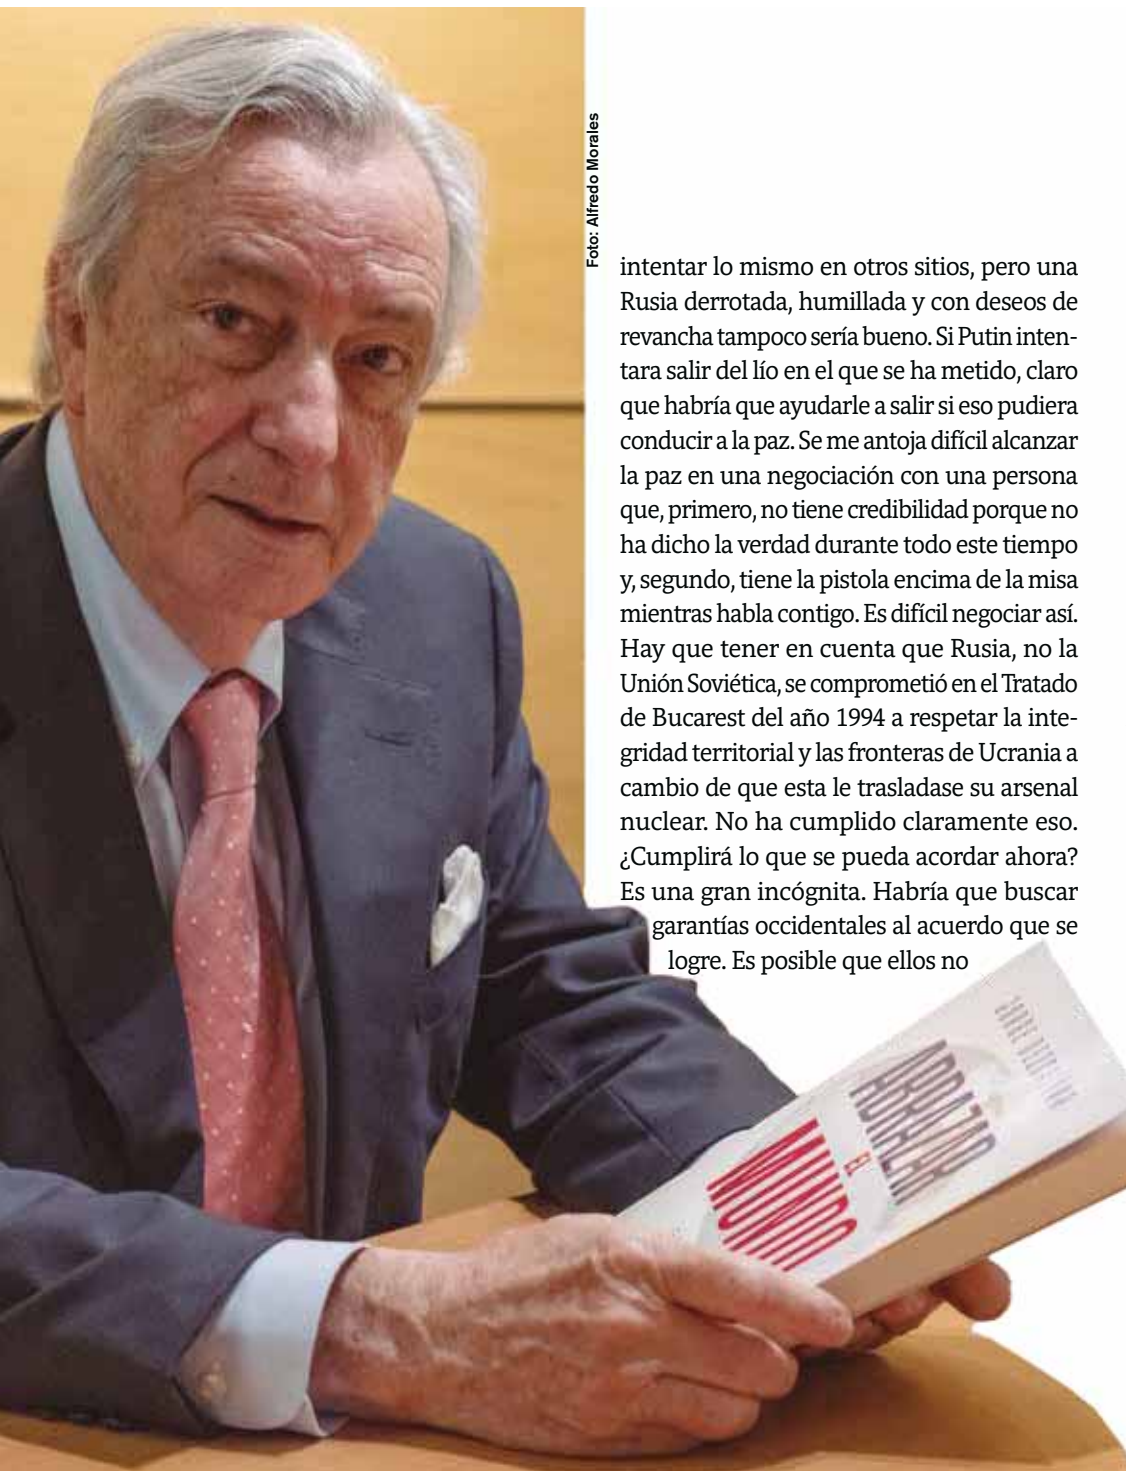 Foto: Alfredo Morales
intentar lo mismo en otros sitios, pero una
Rusia derrotada, humillada y con deseos de
revancha tampoco sería bueno. Si Putin inten-
tara salir del lío en el que se ha metido, claro
que habría que ayudarle a salir si eso pudiera
conducir a la paz. Se me antoja difícil alcanzar
la paz en una negociación con una persona
que, primero, no tiene credibilidad porque no
ha dicho la verdad durante todo este tiempo
y, segundo, tiene la pistola encima de la misa
mientras habla contigo. Es difícil negociar así.
Hay que tener en cuenta que Rusia, no la
Unión Soviética, se comprometió en el Tratado
de Bucarest del año 1994 a respetar la inte-
gridad territorial y las fronteras de Ucrania a
cambio de que esta le trasladase su arsenal
nuclear. No ha cumplido claramente eso.
¿Cumplirá lo que se pueda acordar ahora?
Es una gran incógnita. Habría que buscar
garantías occidentales al acuerdo que se
logre. Es posible que ellos no
ABRAZAR
EL
MUNDO